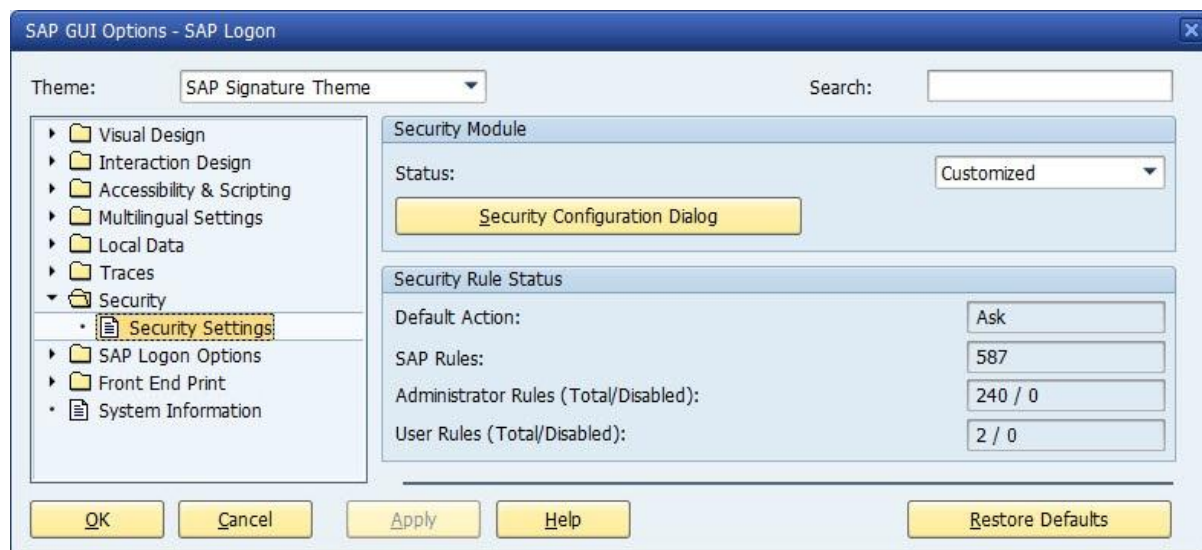 SAP GUI Options - SAP Logon
Theme: SAP Signature Theme Search:
Visual Design
Interaction Design
Accessibility & Scripting
Multilingual Settings
Local Data
Traces
Security
Security Settings
SAP Logon Options
Front End Print
System Information
Security Module
Status: Customized
Security Configuration Dialog
Security Rule Status
Default Action: Ask
SAP Rules: 587
Administrator Rules (Total/Disabled): 240 / 0
User Rules (Total/Disabled): 2 / 0
OK Cancel Apply Help Restore Defaults